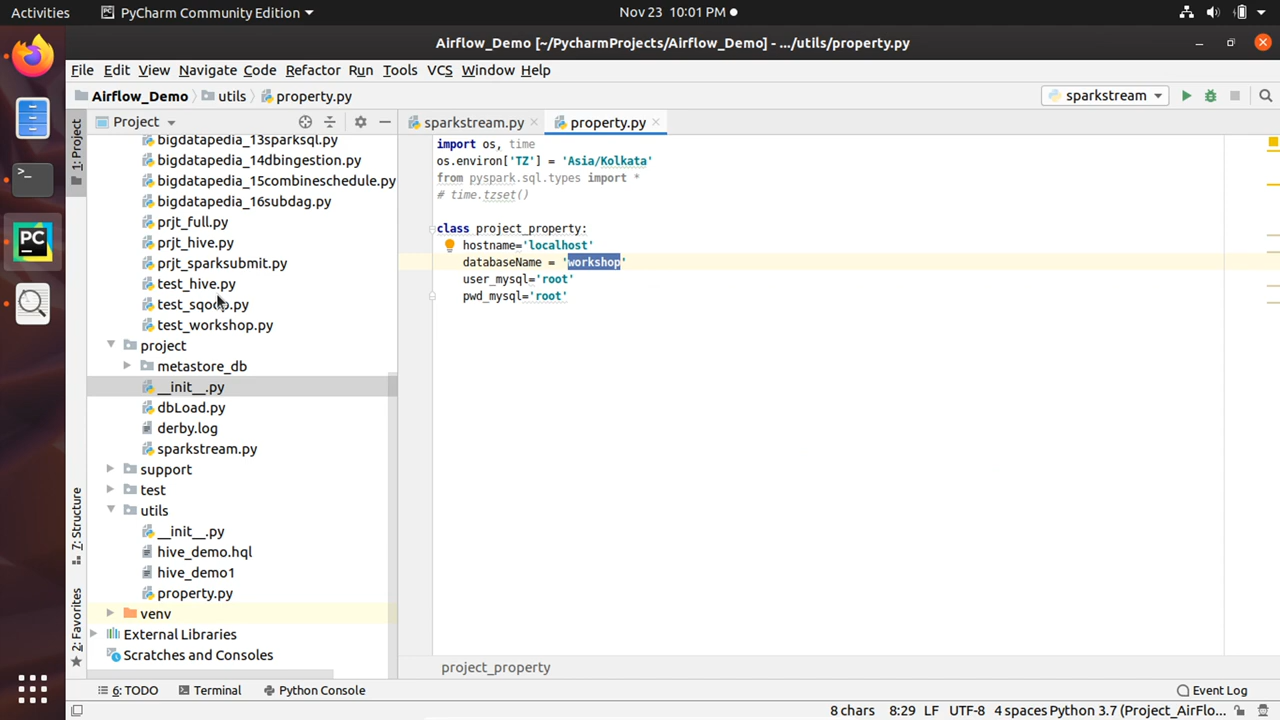 Activities PyCharm Community Edition Nov 23 10:01 PM
Airflow_Demo [~/PycharmProjects/Airflow_Demo] - .../utils/property.py
File Edit View Navigate Code Refactor Run Tools VCS Window Help
Airflow_Demo utils property.py sparkstream
Project sparkstream.py property.py
1: Project
7: Structure
2: Favorites
bigdatapedia_13sparksql.py
bigdatapedia_14dbingestion.py
bigdatapedia_15combineschedule.py
bigdatapedia_16subdag.py
prjt_full.py
prjt_hive.py
prjt_sparksubmit.py
test_hive.py
test_sqoop.py
test_workshop.py
project
metastore_db
__init__.py
dbLoad.py
derby.log
sparkstream.py
support
test
utils
__init__.py
hive_demo.hql
hive_demo1
property.py
venv
External Libraries
Scratches and Consoles
import os, time
os.environ['TZ'] = 'Asia/Kolkata'
from pyspark.sql.types import *
# time.tzset()
class project_property:
hostname='localhost'
databaseName = 'workshop'
user_mysql='root'
pwd_mysql='root'
project_property
6: TODO Terminal Python Console Event Log
8 chars 8:29 LF UTF-8 4 spaces Python 3.7 (Project_AirFlo...